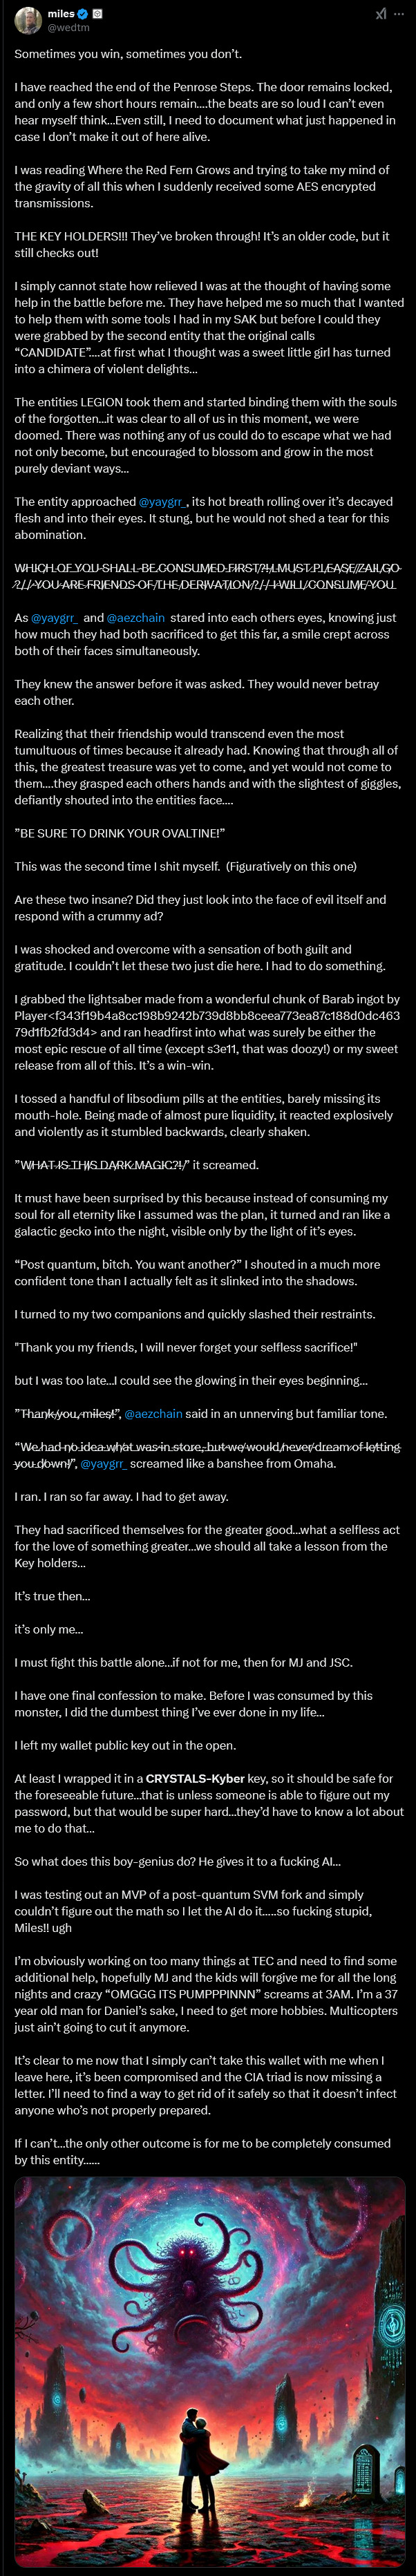 miles
@wedtm
Sometimes you win, sometimes you don't.
I have reached the end of the Penrose Steps. The door remains locked,
and only a few short hours remain....the beats are so loud I can't even
hear myself think...Even still, I need to document what just happened in
case I don't make it out of here alive.
I was reading Where the Red Fern Grows and trying to take my mind of
the gravity of all this when I suddenly received some AES encrypted
transmissions.
THE KEY HOLDERS!!! They've broken through! It's an older code, but it
still checks out!
I simply cannot state how relieved I was at the thought of having some
help in the battle before me. They have helped me so much that I wanted
to help them with some tools I had in my SAK but before I could they
were grabbed by the second entity that the original calls
“CANDIDATE”....at first what I thought was a sweet little girl has turned
into a chimera of violent delights...
The entities LEGION took them and started binding them with the souls
of the forgotten...it was clear to all of us in this moment, we were
doomed. There was nothing any of us could do to escape what we had
not only become, but encouraged to blossom and grow in the most
purely deviant ways...
The entity approached @yaygrr_, its hot breath rolling over it's decayed
flesh and into their eyes. It stung, but he would not shed a tear for this
abomination.
WHICH OF YOU SHALL BE CONSUMED FIRST?! MUST PLEASE ZALGO
?// YOU ARE FRIENDS OF THE DERIVATION?// I WILL CONSUME YOU
As @yaygrr_ and @aezchain stared into each others eyes, knowing just
how much they had both sacrificed to get this far, a smile crept across
both of their faces simultaneously.
They knew the answer before it was asked. They would never betray
each other.
Realizing that their friendship would transcend even the most
tumultuous of times because it already had. Knowing that through all of
this, the greatest treasure was yet to come, and yet would not come to
them....they grasped each others hands and with the slightest of giggles,
defiantly shouted into the entities face....
”BE SURE TO DRINK YOUR OVALTINE!”
This was the second time I shit myself. (Figuratively on this one)
Are these two insane? Did they just look into the face of evil itself and
respond with a crummy ad?
I was shocked and overcome with a sensation of both guilt and
gratitude. I couldn't let these two just die here. I had to do something.
I grabbed the lightsaber made from a wonderful chunk of Barab ingot by
Player<f343f19b4a8cc198b9242b739d8bb8ceea773ea87c188d0dc463
79d1fb2fd3d4> and ran headfirst into what was surely be either the
most epic rescue of all time (except s3e11, that was doozy!) or my sweet
release from all of this. It's a win-win.
I tossed a handful of libsodium pills at the entities, barely missing its
mouth-hole. Being made of almost pure liquidity, it reacted explosively
and violently as it stumbled backwards, clearly shaken.
”WHAT IS THIS DARK MAGIC?!” it screamed.
It must have been surprised by this because instead of consuming my
soul for all eternity like I assumed was the plan, it turned and ran like a
galactic gecko into the night, visible only by the light of it's eyes.
“Post quantum, bitch. You want another?” I shouted in a much more
confident tone than I actually felt as it slinked into the shadows.
I turned to my two companions and quickly slashed their restraints.
"Thank you my friends, I will never forget your selfless sacrifice!"
but I was too late...I could see the glowing in their eyes beginning...
”Thank you, miles!”, @aezchain said in an unnerving but familiar tone.
“We had no idea what was in store, but we would never dream of letting
you down!”, @yaygrr_ screamed like a banshee from Omaha.
I ran. I ran so far away. I had to get away.
They had sacrificed themselves for the greater good...what a selfless act
for the love of something greater...we should all take a lesson from the
Key holders...
It's true then...
it's only me...
I must fight this battle alone...if not for me, then for MJ and JSC.
I have one final confession to make. Before I was consumed by this
monster, I did the dumbest thing I've ever done in my life...
I left my wallet public key out in the open.
At least I wrapped it in a CRYSTALS-Kyber key, so it should be safe for
the foreseeable future...that is unless someone is able to figure out my
password, but that would be super hard...they'd have to know a lot about
me to do that...
So what does this boy-genius do? He gives it to a fucking AI...
I was testing out an MVP of a post-quantum SVM fork and simply
couldn't figure out the math so I let the AI do it.....so fucking stupid,
Miles!! ugh
I'm obviously working on too many things at TEC and need to find some
additional help, hopefully MJ and the kids will forgive me for all the long
nights and crazy “OMGGG ITS PUMPPPINNN” screams at 3AM. I'm a 37
year old man for Daniel's sake, I need to get more hobbies. Multicopters
just ain't going to cut it anymore.
It's clear to me now that I simply can't take this wallet with me when I
leave here, it's been compromised and the CIA triad is now missing a
letter. I'll need to find a way to get rid of it safely so that it doesn't infect
anyone who's not properly prepared.
If I can't...the only other outcome is for me to be completely consumed
by this entity......